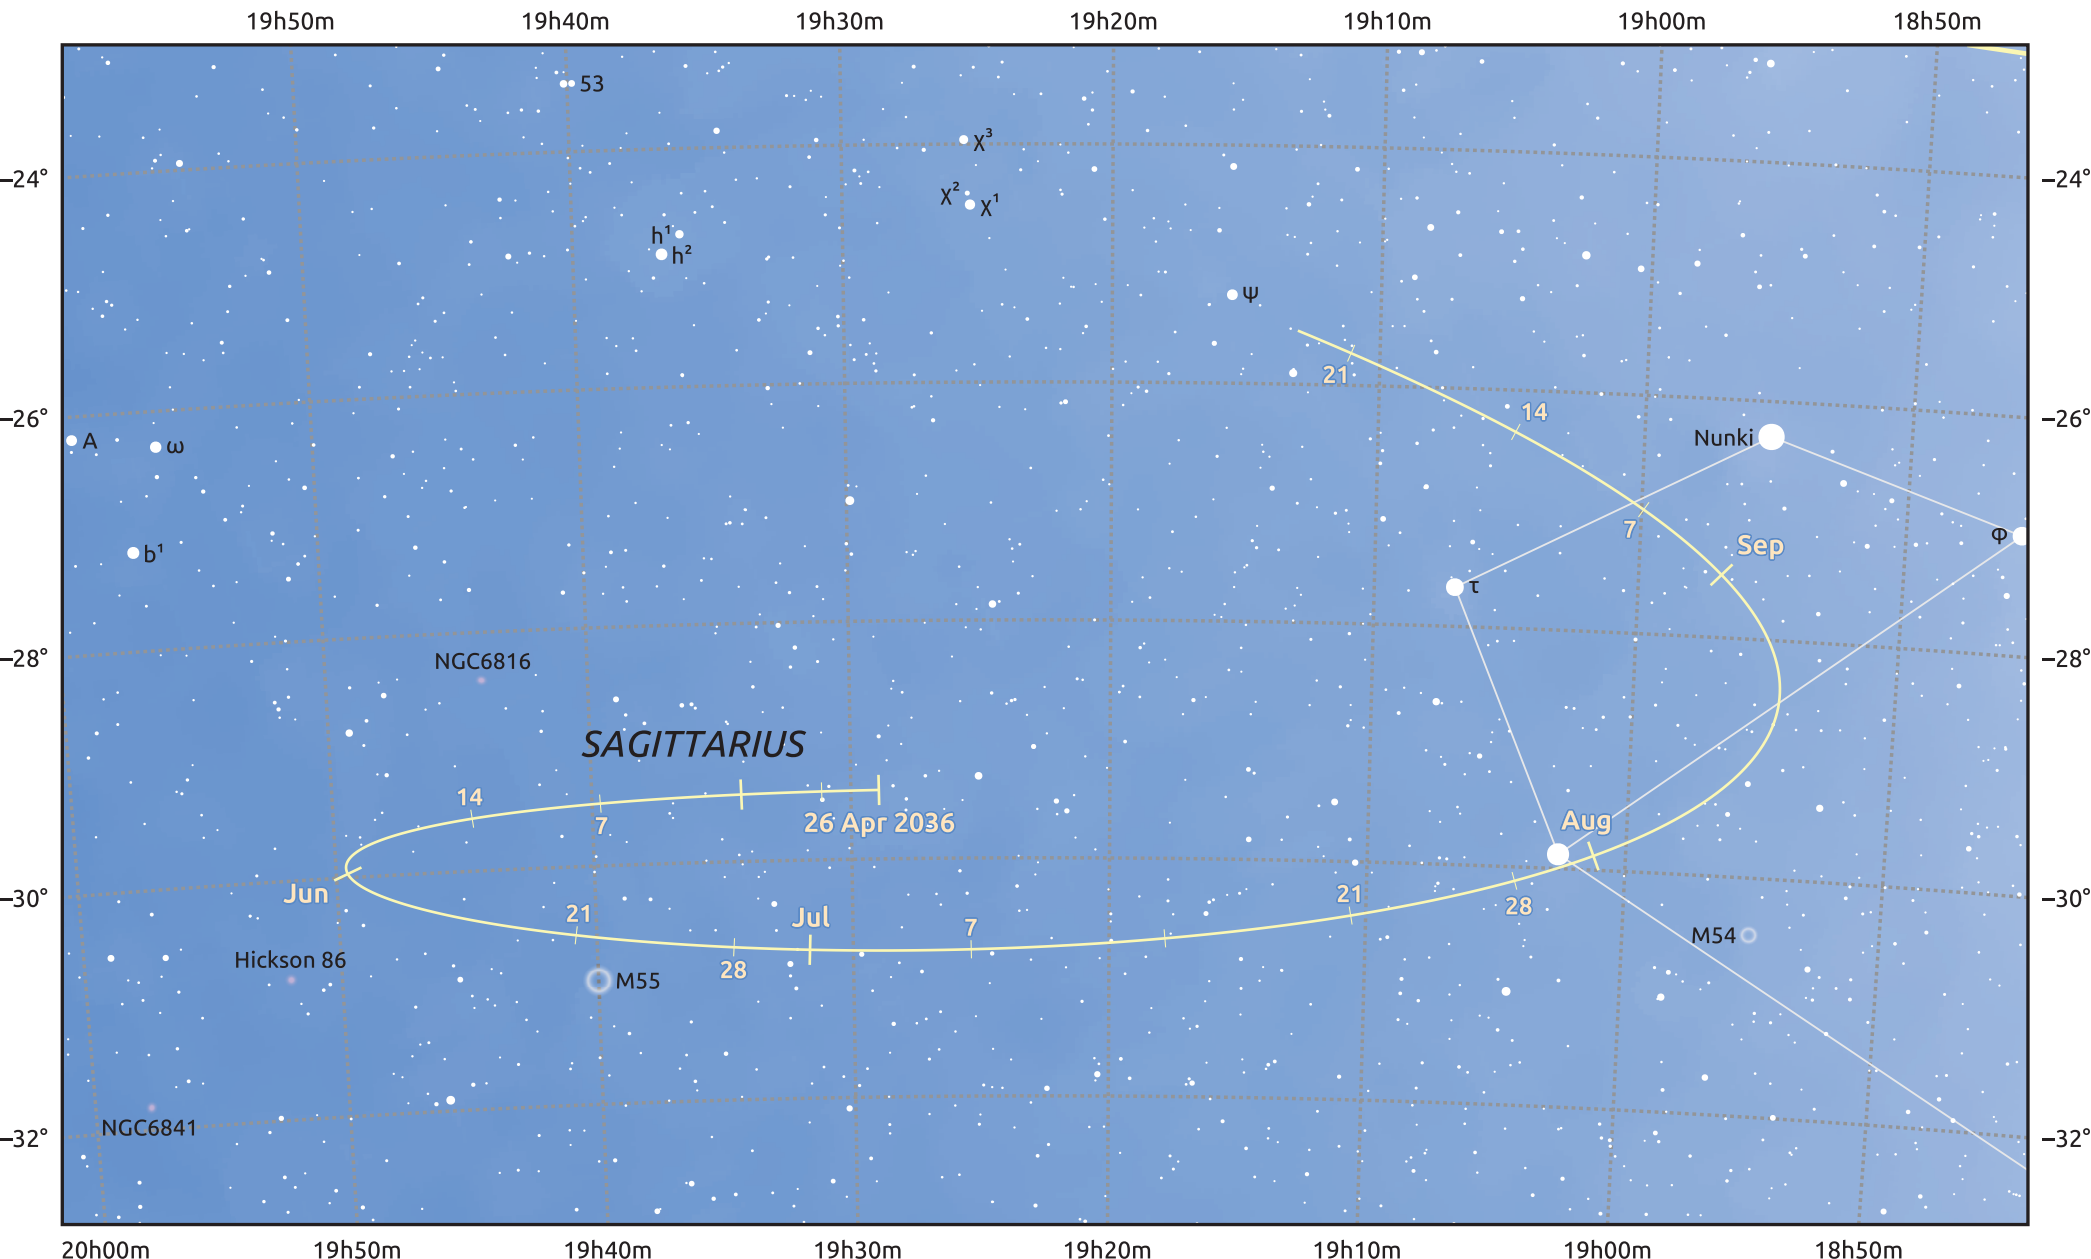 19h50m 19h40m 19h30m 19h20m 19h10m 19h00m 18h50m
53
χ³
−24° −24°
χ² χ¹
h¹
h²
ψ
21
14
−26° −26°
A ω Nunki
7
φ
Sep
b¹
τ
−28° −28°
NGC6816
SAGITTARIUS
14
7 26 Apr 2036 Aug
Jun 21 −30°
−30° 28
21 Jul 7
M54
Hickson 86 28
M55
NGC6841
−32° −32°
20h00m 19h50m 19h40m 19h30m 19h20m 19h10m 19h00m 18h50m